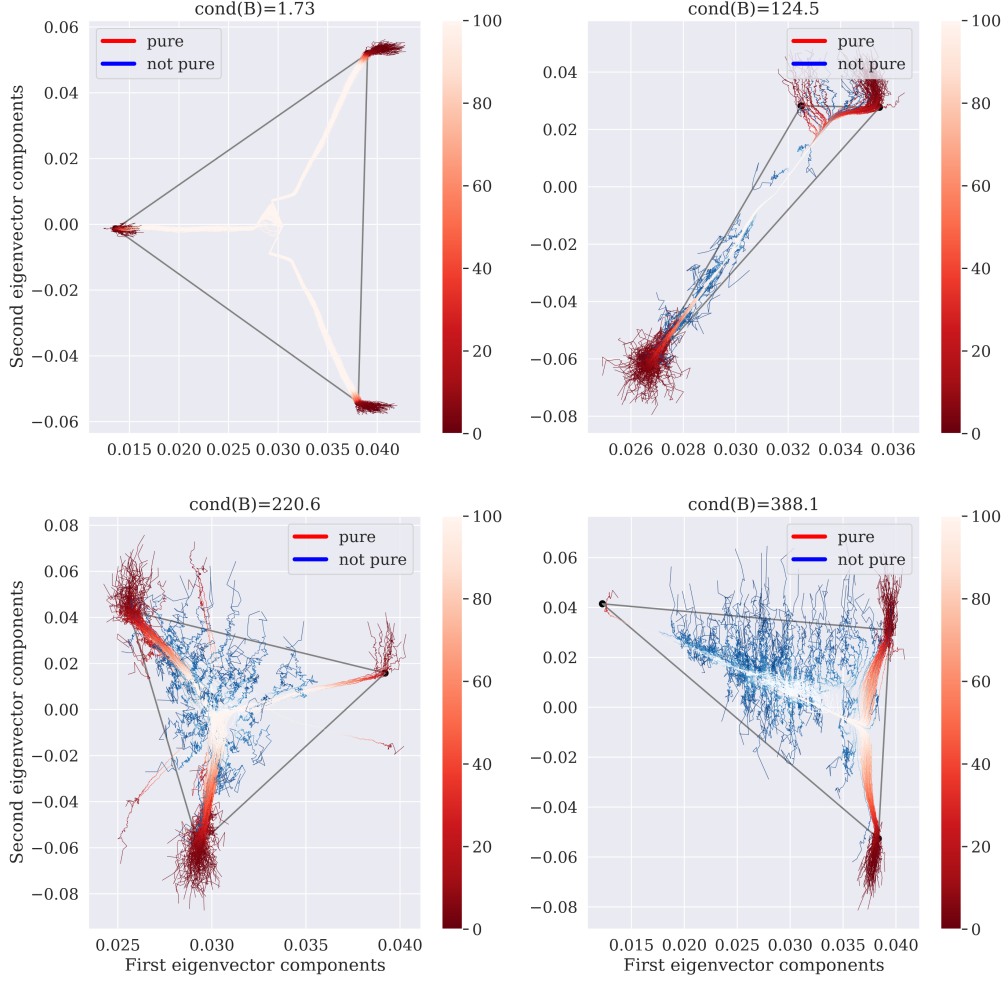 cond(B)=1.73
pure
not pure
Second eigenvector components
0.06
0.04
0.02
0.00
−0.02
−0.04
−0.06
0.015 0.020 0.025 0.030 0.035 0.040
100
80
60
40
20
0
cond(B)=124.5
pure
not pure
0.04
0.02
0.00
−0.02
−0.04
−0.06
−0.08
0.026 0.028 0.030 0.032 0.034 0.036
100
80
60
40
20
0
cond(B)=220.6
pure
not pure
Second eigenvector components
0.08
0.06
0.04
0.02
0.00
−0.02
−0.04
−0.06
−0.08
0.025 0.030 0.035 0.040
First eigenvector components
100
80
60
40
20
0
cond(B)=388.1
pure
not pure
0.06
0.04
0.02
0.00
−0.02
−0.04
−0.06
−0.08
0.015 0.020 0.025 0.030 0.035 0.040
First eigenvector components
100
80
60
40
20
0